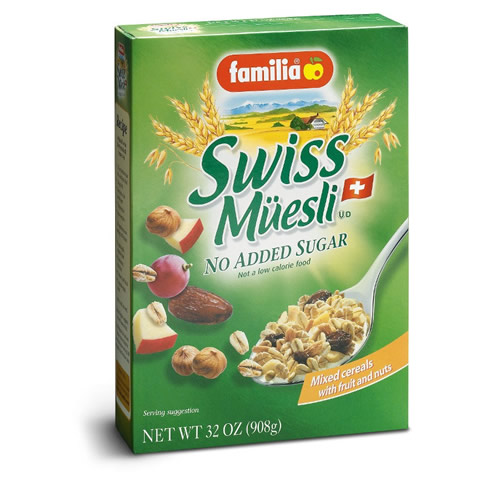 familia
Swiss
Müesli
NO ADDED SUGAR
Not a low calorie food
Mixed cereals
with fruit and nuts
Serving suggestion
NET WT 32 OZ (908g)